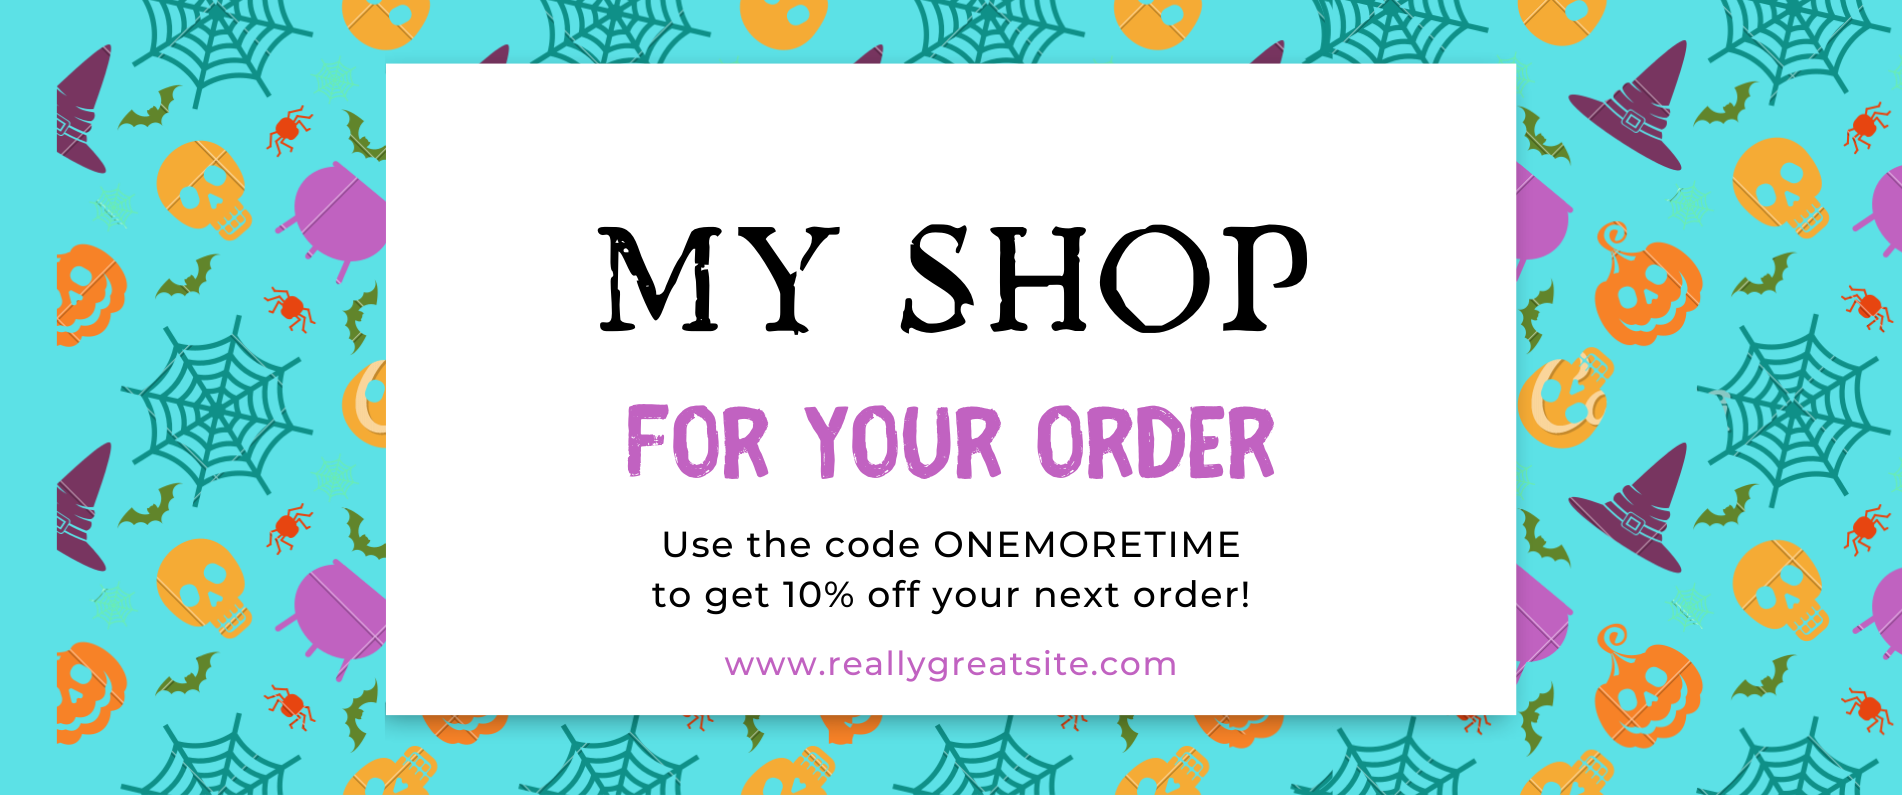 MY SHOP
FOR YOUR ORDER
Use the code ONEMORETIME
to get 10% off your next order!
www.reallygreatsite.com